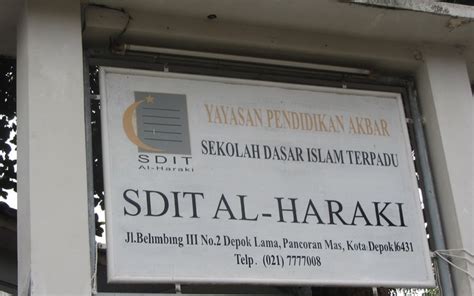 YAYASAN PENDIDIKAN AKBAR
SEKOLAH DASAR ISLAM TERPADU
SDIT
Al-Haraki
SDIT AL-HARAKI
Jl.Belimbing III No.2 Depok Lama, Pancoran Mas, Kota Depok16431
Telp. (021) 7777008